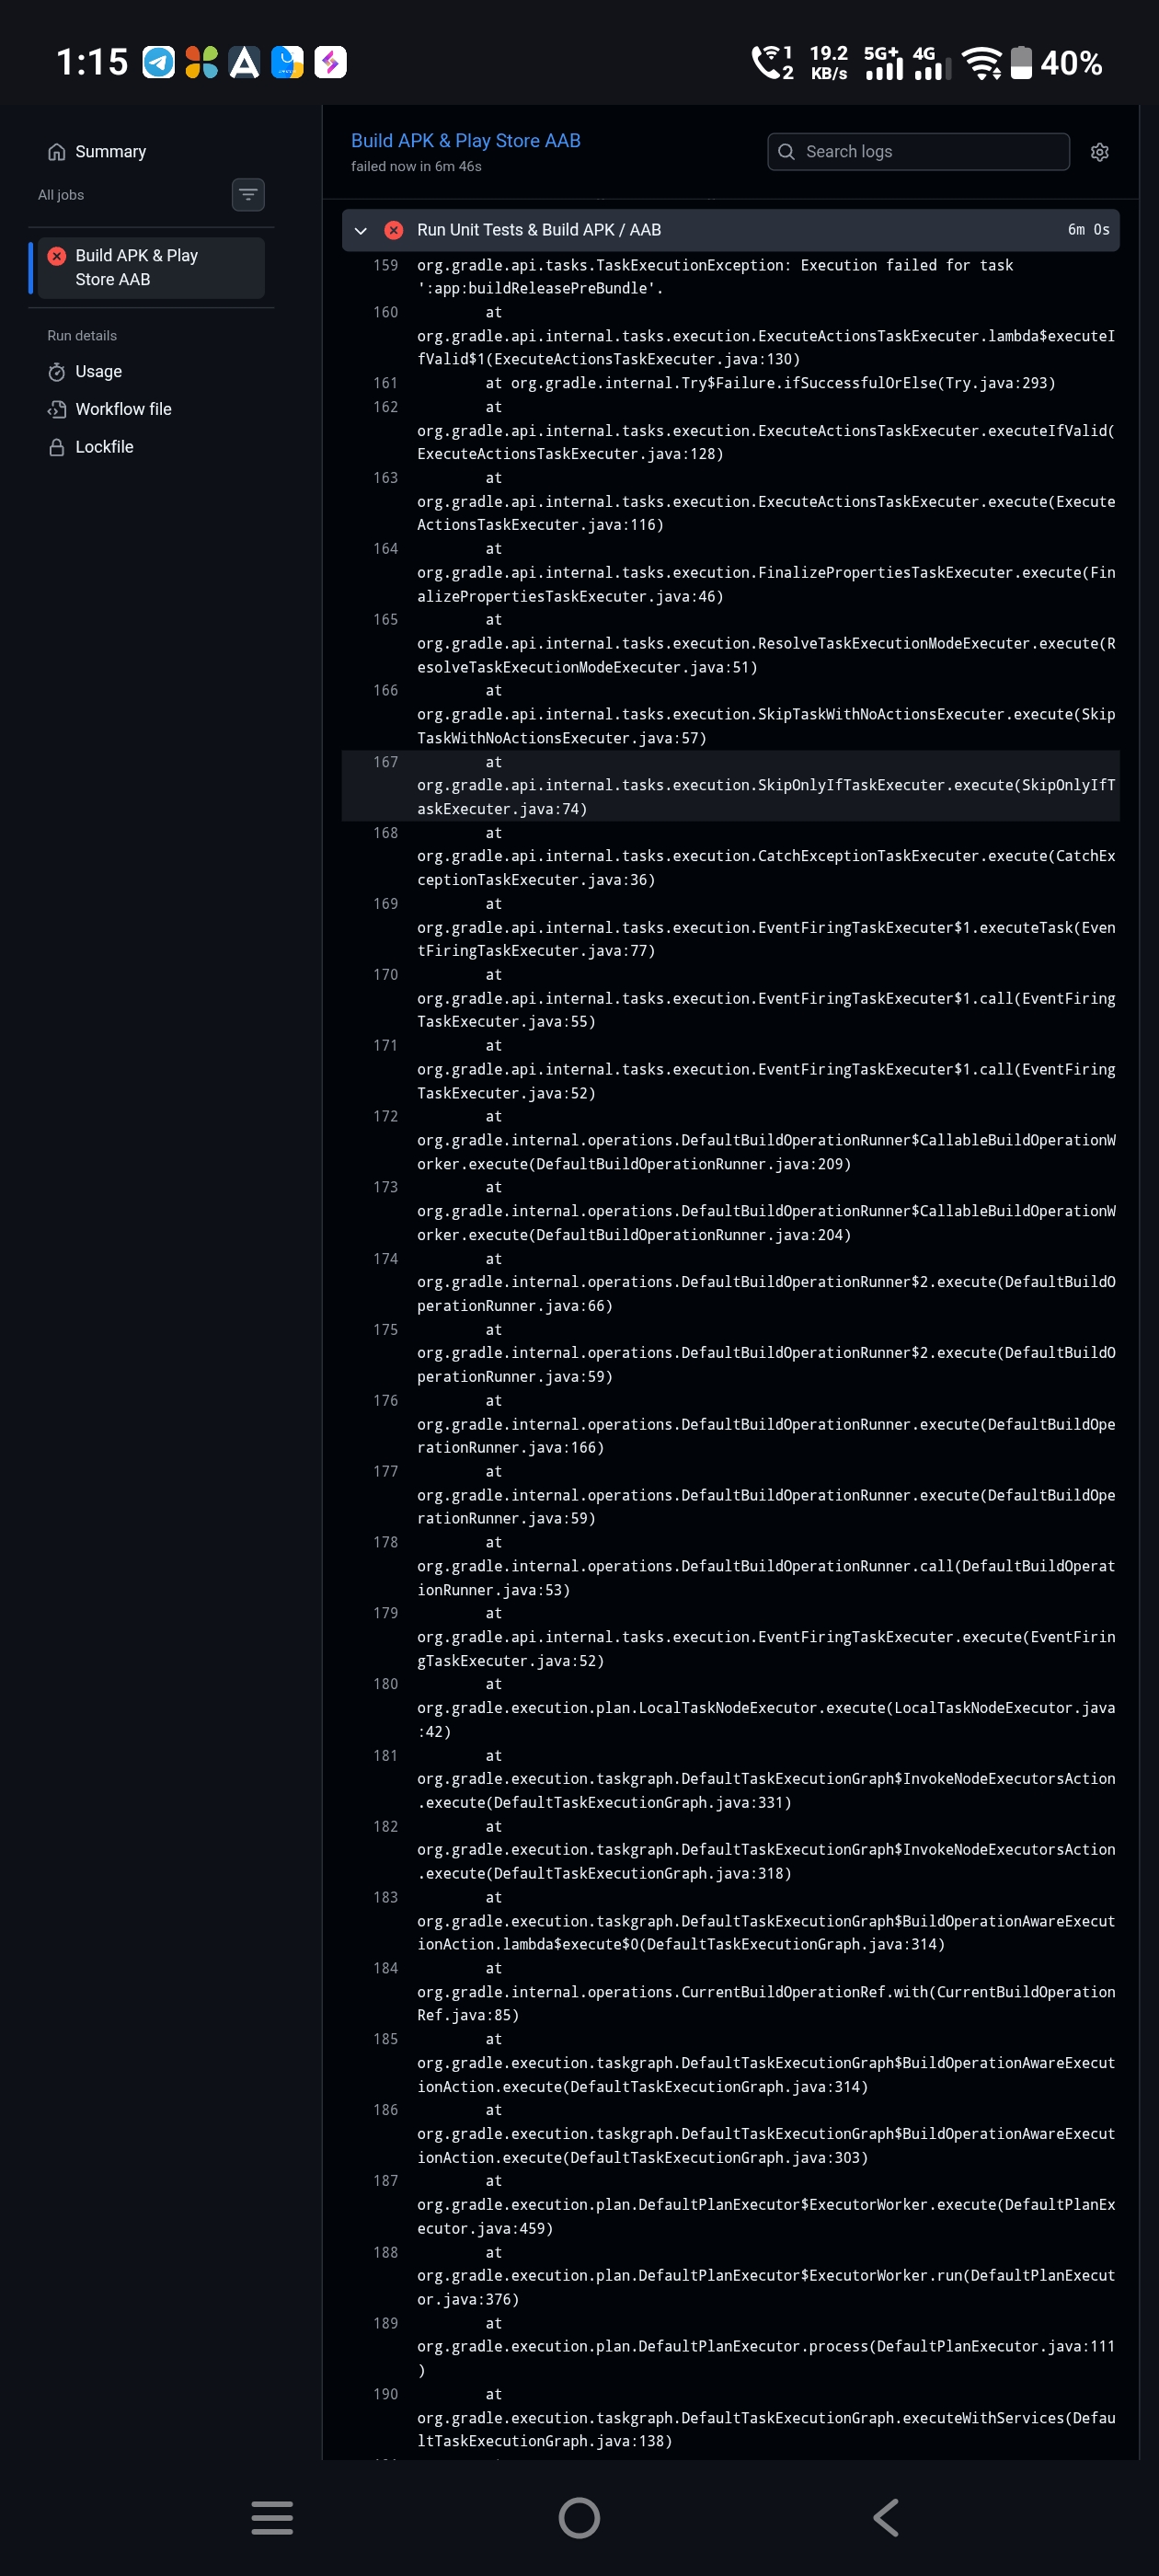 1:15
1
2
19.2
KB/s
5G+
4G
40%
Summary
All jobs
Build APK & Play
Store AAB
Run details
Usage
Workflow file
Lockfile
Build APK & Play Store AAB
failed now in 6m 46s
Search logs
Run Unit Tests & Build APK / AAB
6m 0s
159 org.gradle.api.tasks.TaskExecutionException: Execution failed for task
':app:buildReleasePreBundle'.
160 at
org.gradle.api.internal.tasks.execution.ExecuteActionsTaskExecuter.lambda$executeI
fValid$1(ExecuteActionsTaskExecuter.java:130)
161 at org.gradle.internal.Try$Failure.ifSuccessfulOrElse(Try.java:293)
162 at
org.gradle.api.internal.tasks.execution.ExecuteActionsTaskExecuter.executeIfValid(
ExecuteActionsTaskExecuter.java:128)
163 at
org.gradle.api.internal.tasks.execution.ExecuteActionsTaskExecuter.execute(Execute
ActionsTaskExecuter.java:116)
164 at
org.gradle.api.internal.tasks.execution.FinalizePropertiesTaskExecuter.execute(Fin
alizePropertiesTaskExecuter.java:46)
165 at
org.gradle.api.internal.tasks.execution.ResolveTaskExecutionModeExecuter.execute(R
esolveTaskExecutionModeExecuter.java:51)
166 at
org.gradle.api.internal.tasks.execution.SkipTaskWithNoActionsExecuter.execute(Skip
TaskWithNoActionsExecuter.java:57)
167 at
org.gradle.api.internal.tasks.execution.SkipOnlyIfTaskExecuter.execute(SkipOnlyIfT
askExecuter.java:74)
168 at
org.gradle.api.internal.tasks.execution.CatchExceptionTaskExecuter.execute(CatchEx
ceptionTaskExecuter.java:36)
169 at
org.gradle.api.internal.tasks.execution.EventFiringTaskExecuter$1.executeTask(Even
tFiringTaskExecuter.java:77)
170 at
org.gradle.api.internal.tasks.execution.EventFiringTaskExecuter$1.call(EventFiring
TaskExecuter.java:55)
171 at
org.gradle.api.internal.tasks.execution.EventFiringTaskExecuter$1.call(EventFiring
TaskExecuter.java:52)
172 at
org.gradle.internal.operations.DefaultBuildOperationRunner$CallableBuildOperationW
orker.execute(DefaultBuildOperationRunner.java:209)
173 at
org.gradle.internal.operations.DefaultBuildOperationRunner$CallableBuildOperationW
orker.execute(DefaultBuildOperationRunner.java:204)
174 at
org.gradle.internal.operations.DefaultBuildOperationRunner$2.execute(DefaultBuildO
perationRunner.java:66)
175 at
org.gradle.internal.operations.DefaultBuildOperationRunner$2.execute(DefaultBuildO
perationRunner.java:59)
176 at
org.gradle.internal.operations.DefaultBuildOperationRunner.execute(DefaultBuildOpe
rationRunner.java:166)
177 at
org.gradle.internal.operations.DefaultBuildOperationRunner.execute(DefaultBuildOpe
rationRunner.java:59)
178 at
org.gradle.internal.operations.DefaultBuildOperationRunner.call(DefaultBuildOperat
ionRunner.java:53)
179 at
org.gradle.api.internal.tasks.execution.EventFiringTaskExecuter.execute(EventFirin
gTaskExecuter.java:52)
180 at
org.gradle.execution.plan.LocalTaskNodeExecutor.execute(LocalTaskNodeExecutor.java
:42)
181 at
org.gradle.execution.taskgraph.DefaultTaskExecutionGraph$InvokeNodeExecutorsAction
.execute(DefaultTaskExecutionGraph.java:331)
182 at
org.gradle.execution.taskgraph.DefaultTaskExecutionGraph$InvokeNodeExecutorsAction
.execute(DefaultTaskExecutionGraph.java:318)
183 at
org.gradle.execution.taskgraph.DefaultTaskExecutionGraph$BuildOperationAwareExecut
ionAction.lambda$execute$0(DefaultTaskExecutionGraph.java:314)
184 at
org.gradle.internal.operations.CurrentBuildOperationRef.with(CurrentBuildOperation
Ref.java:85)
185 at
org.gradle.execution.taskgraph.DefaultTaskExecutionGraph$BuildOperationAwareExecut
ionAction.execute(DefaultTaskExecutionGraph.java:314)
186 at
org.gradle.execution.taskgraph.DefaultTaskExecutionGraph$BuildOperationAwareExecut
ionAction.execute(DefaultTaskExecutionGraph.java:303)
187 at
org.gradle.execution.plan.DefaultPlanExecutor$ExecutorWorker.execute(DefaultPlanEx
ecutor.java:459)
188 at
org.gradle.execution.plan.DefaultPlanExecutor$ExecutorWorker.run(DefaultPlanExecut
or.java:376)
189 at
org.gradle.execution.plan.DefaultPlanExecutor.process(DefaultPlanExecutor.java:111
)
190 at
org.gradle.execution.taskgraph.DefaultTaskExecutionGraph.executeWithServices(Defau
ltTaskExecutionGraph.java:138)